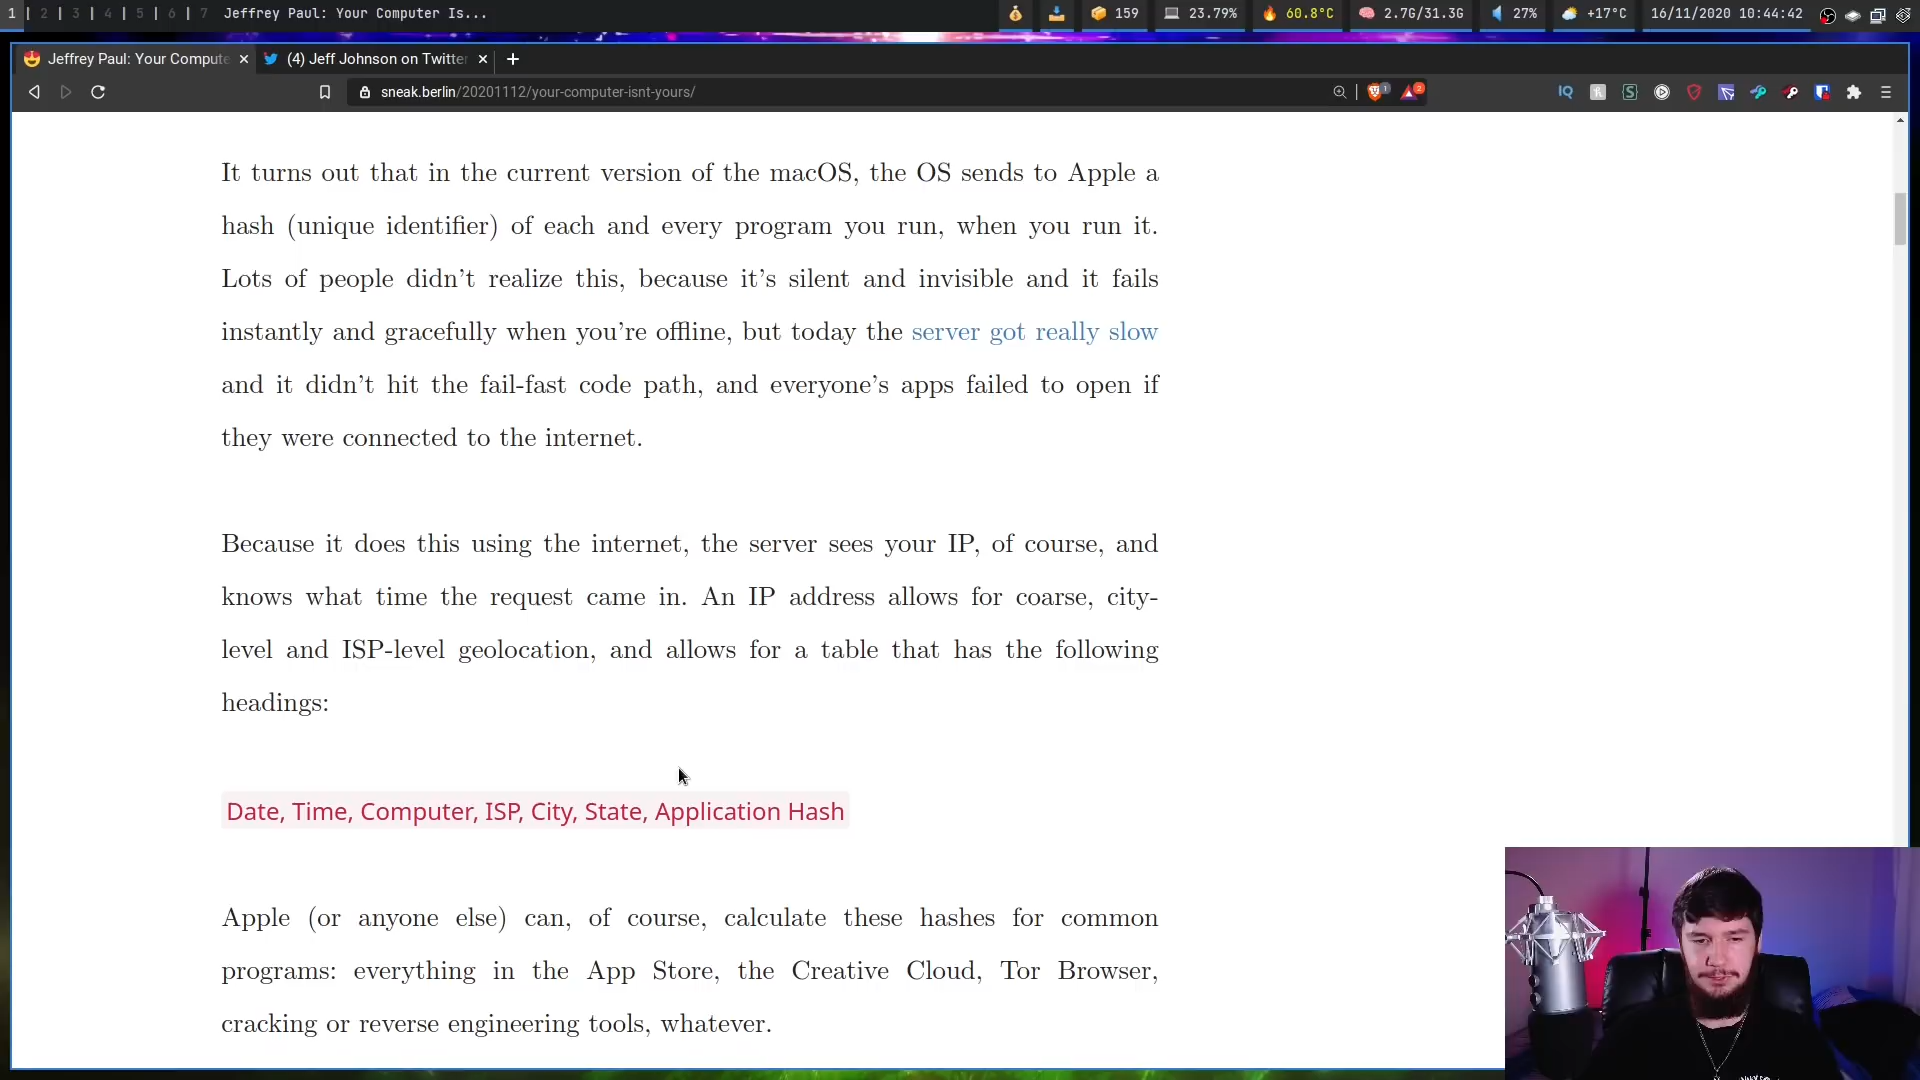 1 | 2 | 3 | 4 | 5 | 6 | 7 Jeffrey Paul: Your Computer Is... 159 23.79% 60.8°C 2.7G/31.3G 27% +17°C 16/11/2020 10:44:42
Jeffrey Paul: Your Compute (4) Jeff Johnson on Twitter
sneak.berlin/20201112/your-computer-isnt-yours/
It turns out that in the current version of the macOS, the OS sends to Apple a
hash (unique identifier) of each and every program you run, when you run it.
Lots of people didn’t realize this, because it’s silent and invisible and it fails
instantly and gracefully when you’re offline, but today the server got really slow
and it didn’t hit the fail-fast code path, and everyone’s apps failed to open if
they were connected to the internet.
Because it does this using the internet, the server sees your IP, of course, and
knows what time the request came in. An IP address allows for coarse, city-
level and ISP-level geolocation, and allows for a table that has the following
headings:
Date, Time, Computer, ISP, City, State, Application Hash
Apple (or anyone else) can, of course, calculate these hashes for common
programs: everything in the App Store, the Creative Cloud, Tor Browser,
cracking or reverse engineering tools, whatever.